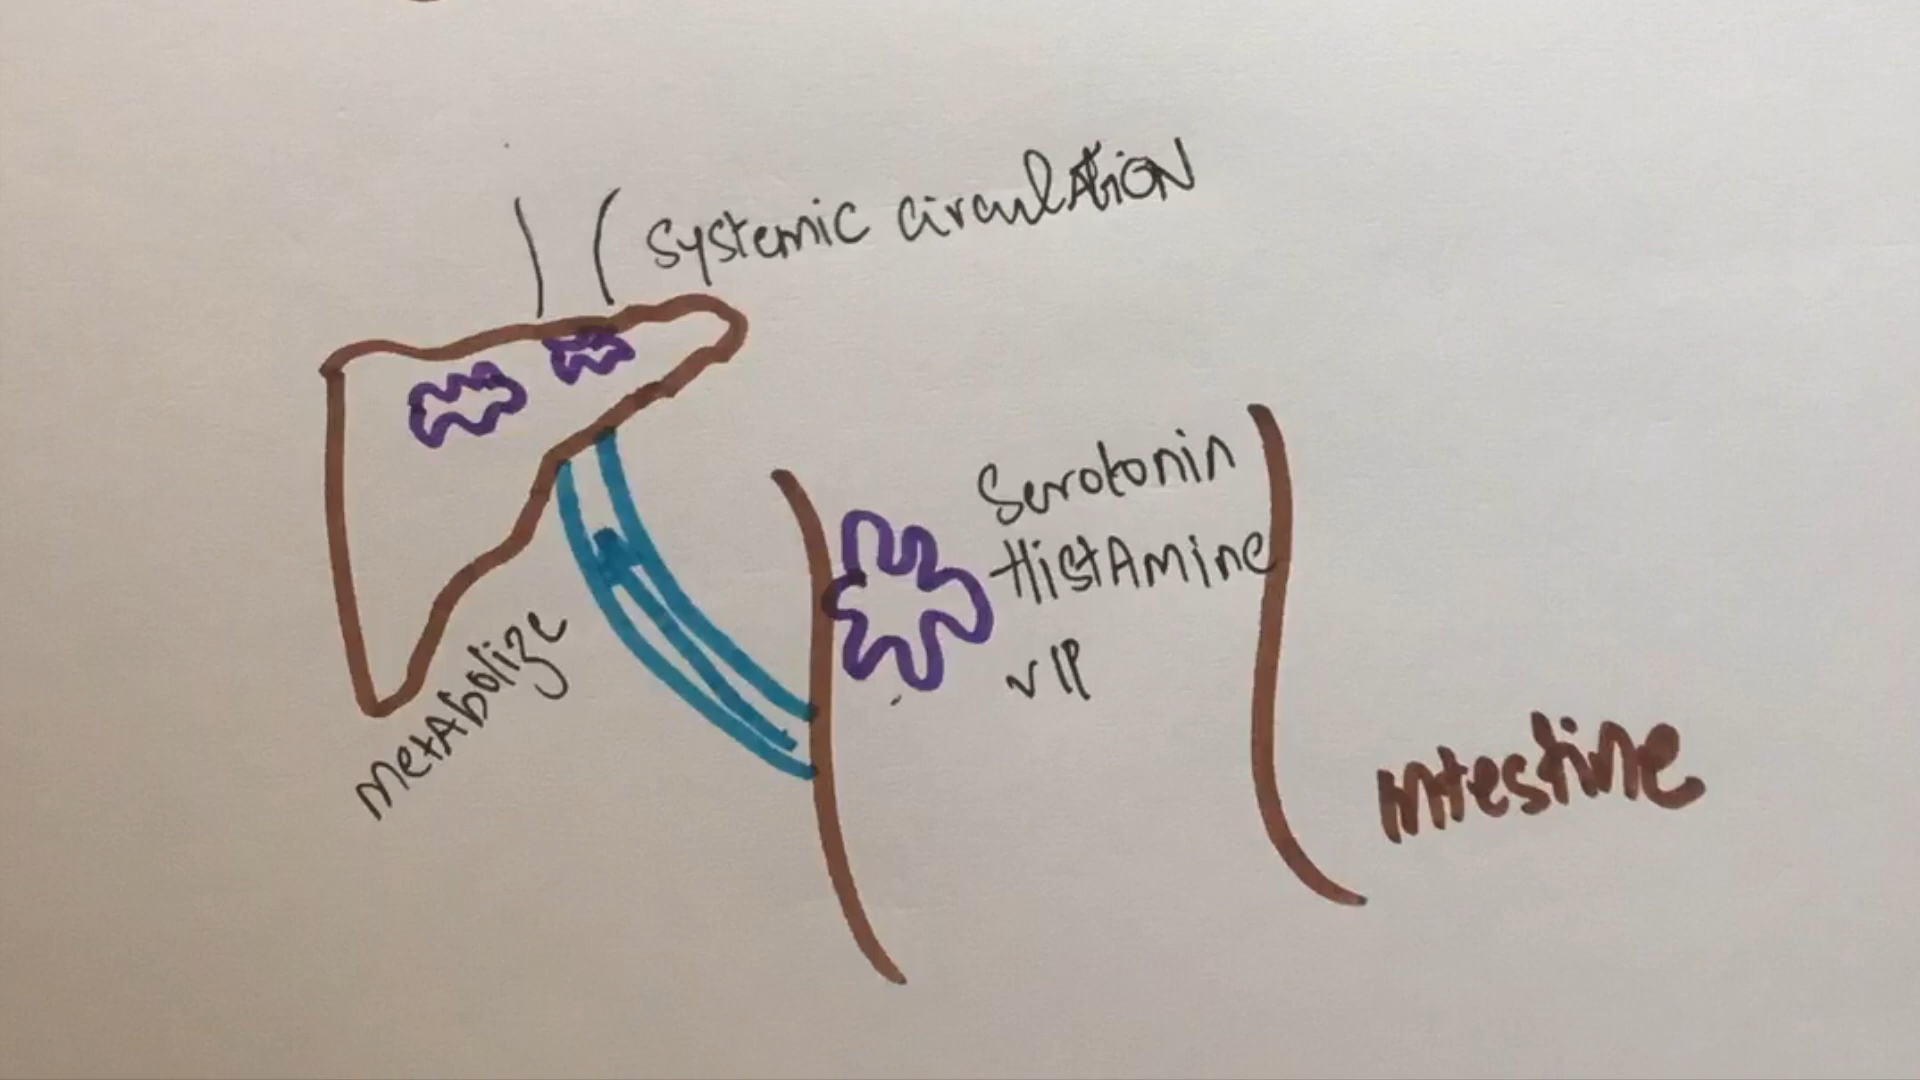 systemic circulAtiON
Serotonin
HistAmine
VIP
metAbolize
intestine